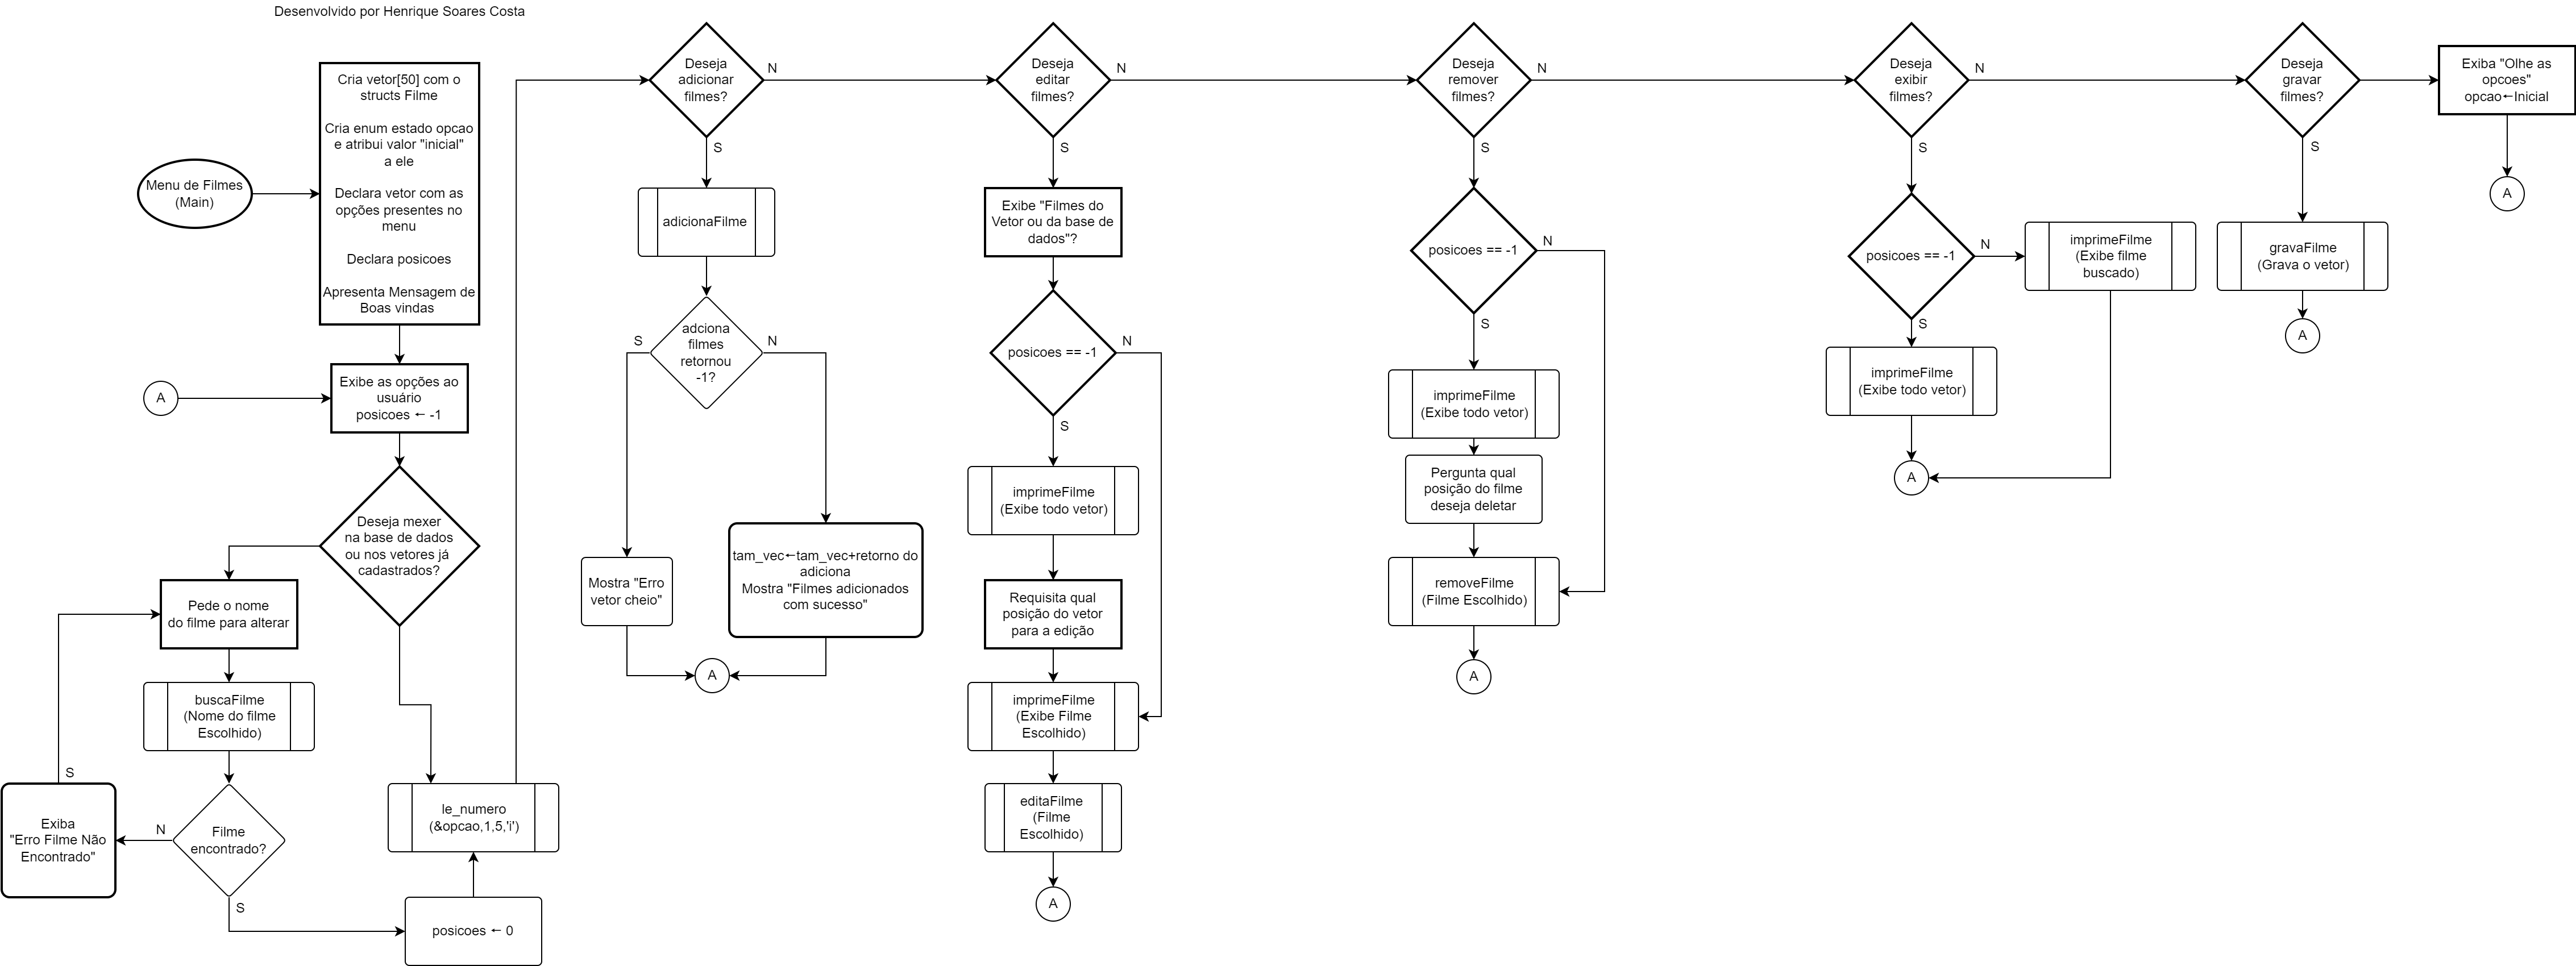 Desenvolvido por Henrique Soares Costa
Menu de Filmes
(Main)
Cria vetor[50] com o
structs Filme
Cria enum estado opcao
e atribui valor "inicial"
a ele
Declara vetor com as
opções presentes no
menu
Declara posicoes
Apresenta Mensagem de
Boas vindas
A
Exibe as opções ao
usuário
posicoes ← -1
Deseja mexer
na base de dados
ou nos vetores já
cadastrados?
Pede o nome
do filme para alterar
buscaFilme
(Nome do filme
Escolhido)
S
Exiba
"Erro Filme Não
Encontrado"
N
Filme
encontrado?
S
posicoes ← 0
le_numero
(&opcao,1,5,'i')
Deseja
adicionar
filmes?
N
S
adicionaFilme
adciona
filmes
retornou
-1?
S
N
Mostra "Erro
vetor cheio"
tam_vec←tam_vec+retorno do
adiciona
Mostra "Filmes adicionados
com sucesso"
A
Deseja
editar
filmes?
N
S
Exibe "Filmes do
Vetor ou da base de
dados"?
posicoes == -1
N
S
imprimeFilme
(Exibe todo vetor)
Requisita qual
posição do vetor
para a edição
imprimeFilme
(Exibe Filme
Escolhido)
editaFilme
(Filme
Escolhido)
A
Deseja
remover
filmes?
N
S
posicoes == -1
N
S
imprimeFilme
(Exibe todo vetor)
Pergunta qual
posição do filme
deseja deletar
removeFilme
(Filme Escolhido)
A
Deseja
exibir
filmes?
N
S
posicoes == -1
N
imprimeFilme
(Exibe filme
buscado)
S
imprimeFilme
(Exibe todo vetor)
A
Deseja
gravar
filmes?
S
gravaFilme
(Grava o vetor)
A
Exiba "Olhe as
opcoes"
opcao←Inicial
A